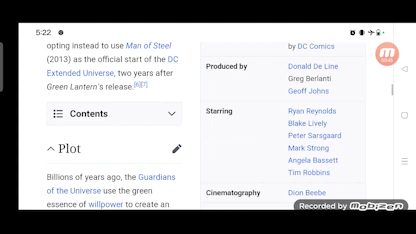 5:22
opting instead to use Man of Steel
(2013) as the official start of the DC
Extended Universe, two years after
Green Lantern's release.[6][7]
Contents
Plot
Billions of years ago, the Guardians
of the Universe use the green
essence of willpower to create an
by DC Comics
Produced by
Donald De Line
Greg Berlanti
Geoff Johns
Starring
Ryan Reynolds
Blake Lively
Peter Sarsgaard
Mark Strong
Angela Bassett
Tim Robbins
Cinematography
Dion Beebe
Recorded by Mobizen